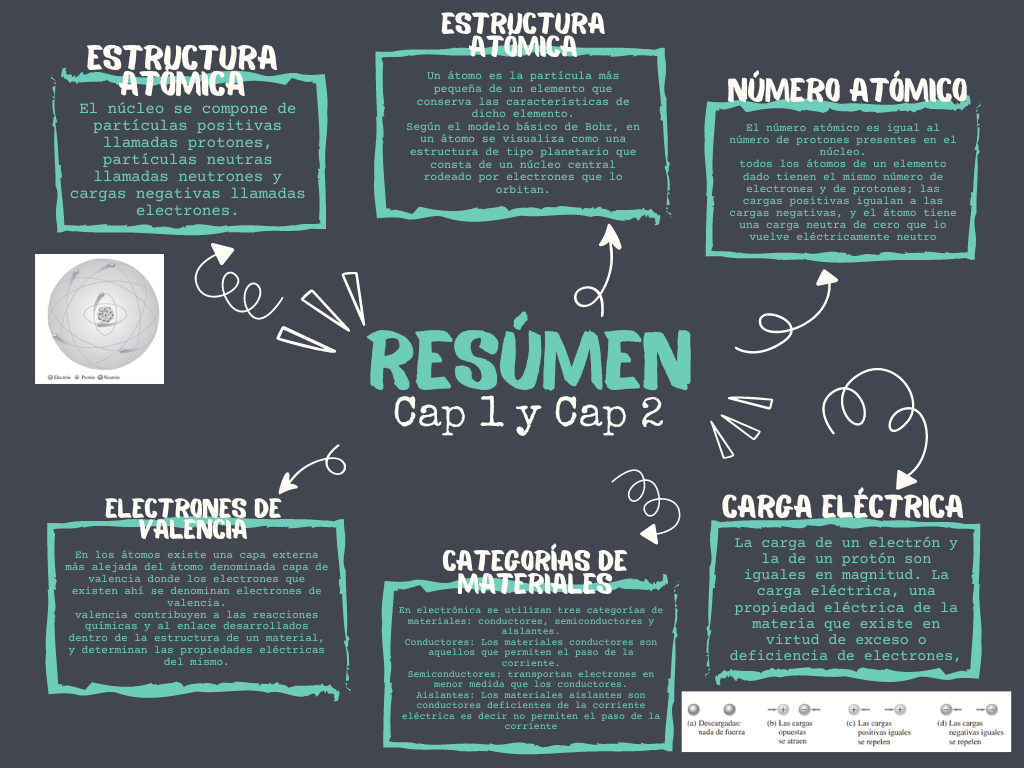 ESTRUCTURA
ATÓMICA
El núcleo se compone de
partículas positivas
llamadas protones,
partículas neutras
llamadas neutrones y
cargas negativas llamadas
electrones.
ESTRUCTURA
ATÓMICA
Un átomo es la partícula más
pequeña de un elemento que
conserva las características de
dicho elemento.
Según el modelo básico de Bohr, en
un átomo se visualiza como una
estructura de tipo planetario que
consta de un núcleo central
rodeado por electrones que lo
orbitan.
NÚMERO ATÓMICO
El número atómico es igual al
número de protones presentes en el
núcleo.
todos los átomos de un elemento
dado tienen el mismo número de
electrones y de protones; las
cargas positivas igualan a las
cargas negativas, y el átomo tiene
una carga neutra de cero que lo
vuelve eléctricamente neutro
Electrón Protón Neutrón
RESÚMEN
Cap 1 y Cap 2
ELECTRONES DE
VALENCIA
En los átomos existe una capa externa
más alejada del átomo denominada capa de
valencia donde los electrones que
existen ahí se denominan electrones de
valencia.
valencia contribuyen a las reacciones
químicas y al enlace desarrollados
dentro de la estructura de un material,
y determinan las propiedades eléctricas
del mismo.
CATEGORÍAS DE
MATERIALES
En electrónica se utilizan tres categorías de
materiales: conductores, semiconductores y
aislantes.
Conductores: Los materiales conductores son
aquellos que permiten el paso de la
corriente.
Semiconductores: transportan electrones en
menor medida que los conductores.
Aislantes: Los materiales aislantes son
conductores deficientes de la corriente
eléctrica es decir no permiten el paso de la
corriente
CARGA ELÉCTRICA
La carga de un electrón y
la de un protón son
iguales en magnitud. La
carga eléctrica, una
propiedad eléctrica de la
materia que existe en
virtud de exceso o
deficiencia de electrones,
(a) Descargadas:
nada de fuerza
(b) Las cargas
opuestas
se atraen
(c) Las cargas
positivas iguales
se repelen
(d) Las cargas
negativas iguales
se repelen